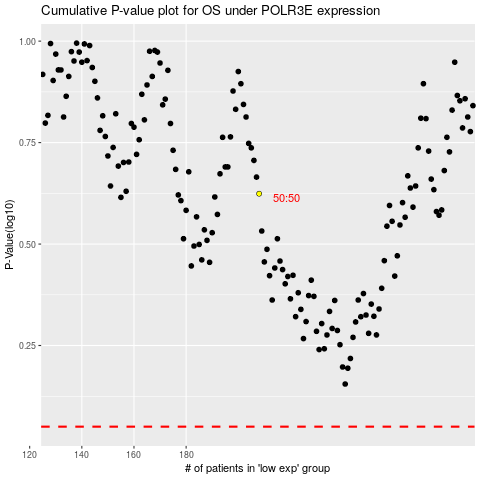 Cumulative P-value plot for OS under POLR3E expression
P-Value(log10)
1.00
0.75
0.50
0.25
50:50
120 140 160 180
# of patients in 'low exp' group